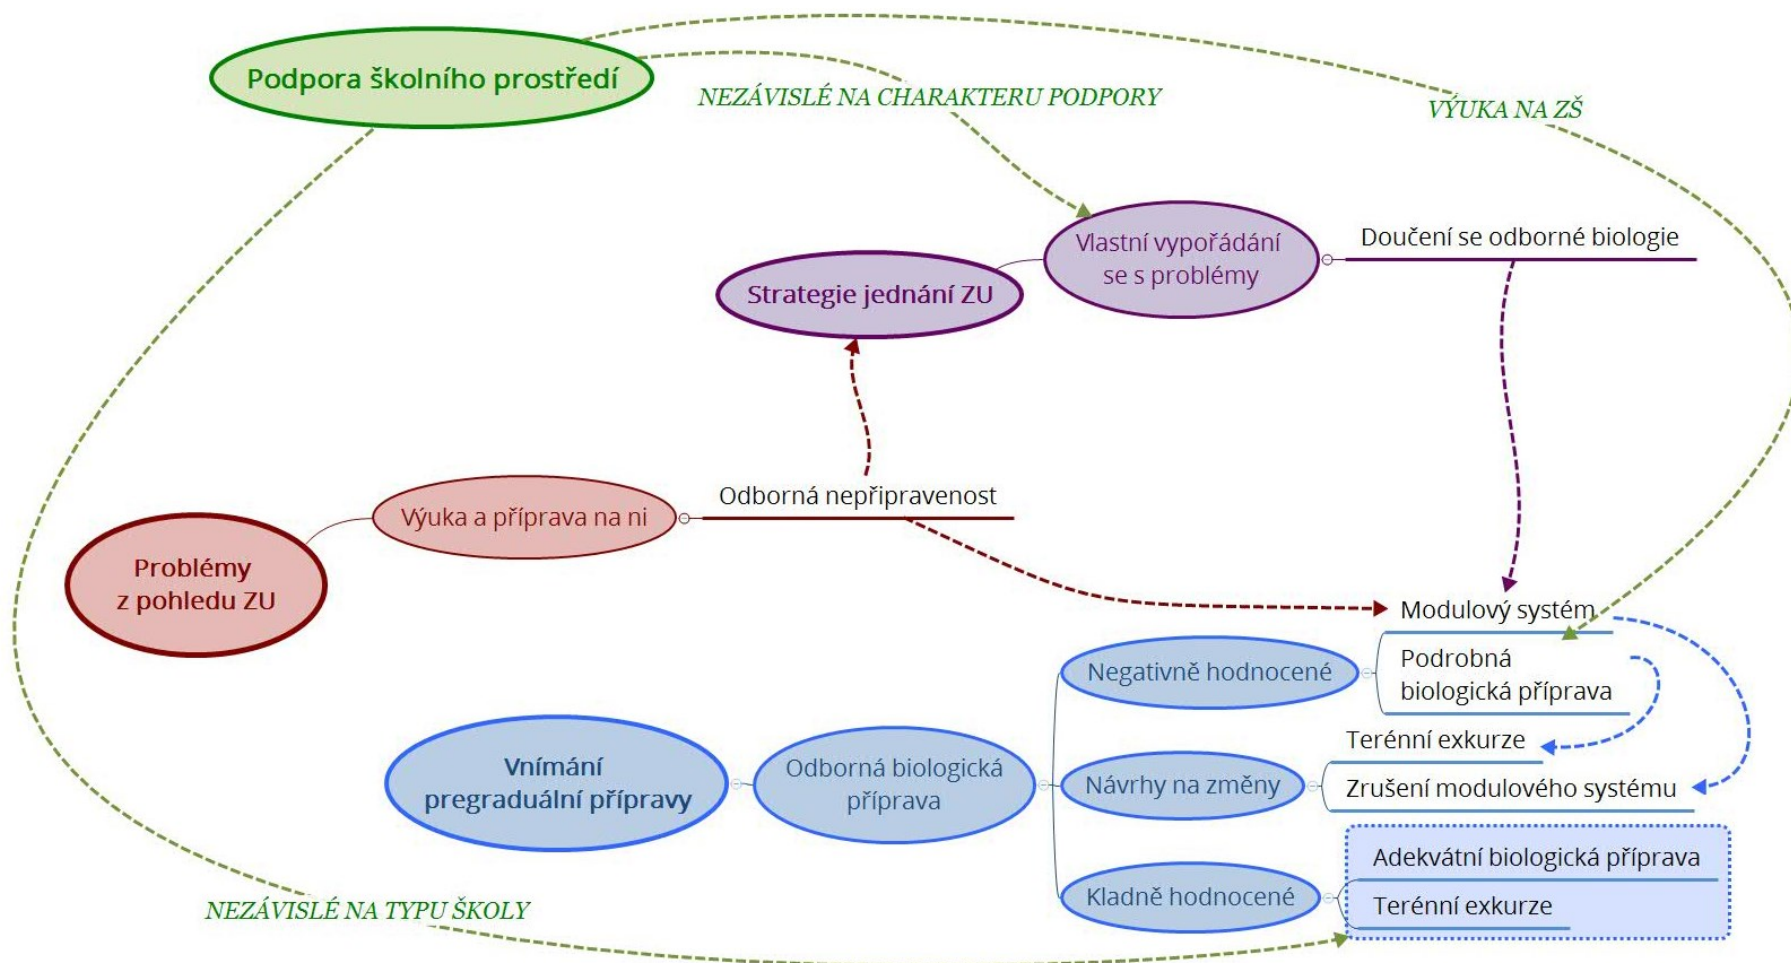 Podpora školního prostředí
NEZÁVISLÉ NA CHARAKTERU PODPORY
VÝUKA NA ZŠ
Vlastní vypořádání
se s problémy
Doučení se odborné biologie
Strategie jednání ZU
Odborná nepřipravenost
Výuka a příprava na ni
Problémy
z pohledu ZU
Modulový systém
Negativně hodnocené
Podrobná
biologická příprava
Vnímání
pregraduální přípravy
Odborná biologická
příprava
Návrhy na změny
Terénní exkurze
Zrušení modulového systému
Kladně hodnocené
Adekvátní biologická příprava
Terénní exkurze
NEZÁVISLÉ NA TYPU ŠKOLY